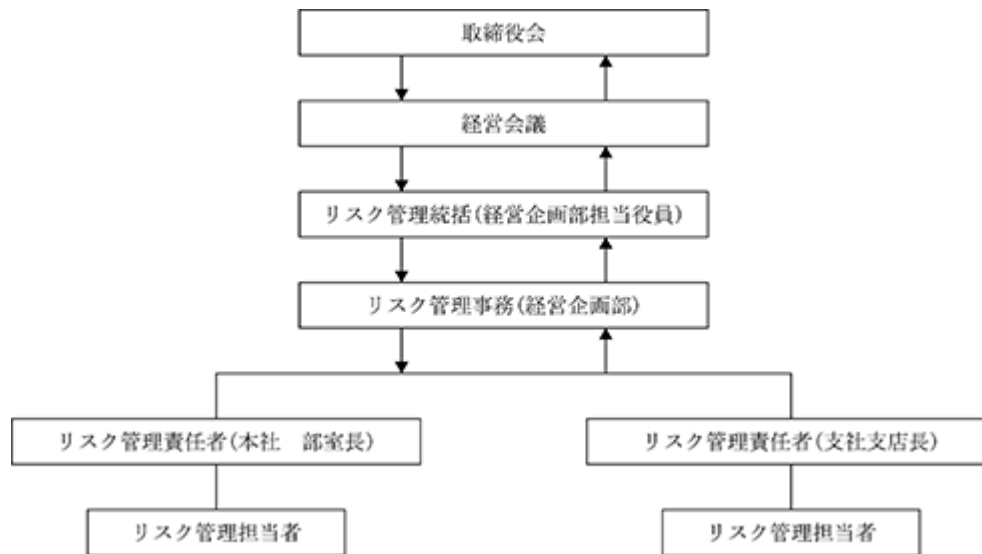 取締役会
経営会議
リスク管理統括(経営企画部担当役員)
リスク管理事務(経営企画部)
リスク管理責任者(本社　部室長)
リスク管理責任者(支社支店長)
リスク管理担当者
リスク管理担当者